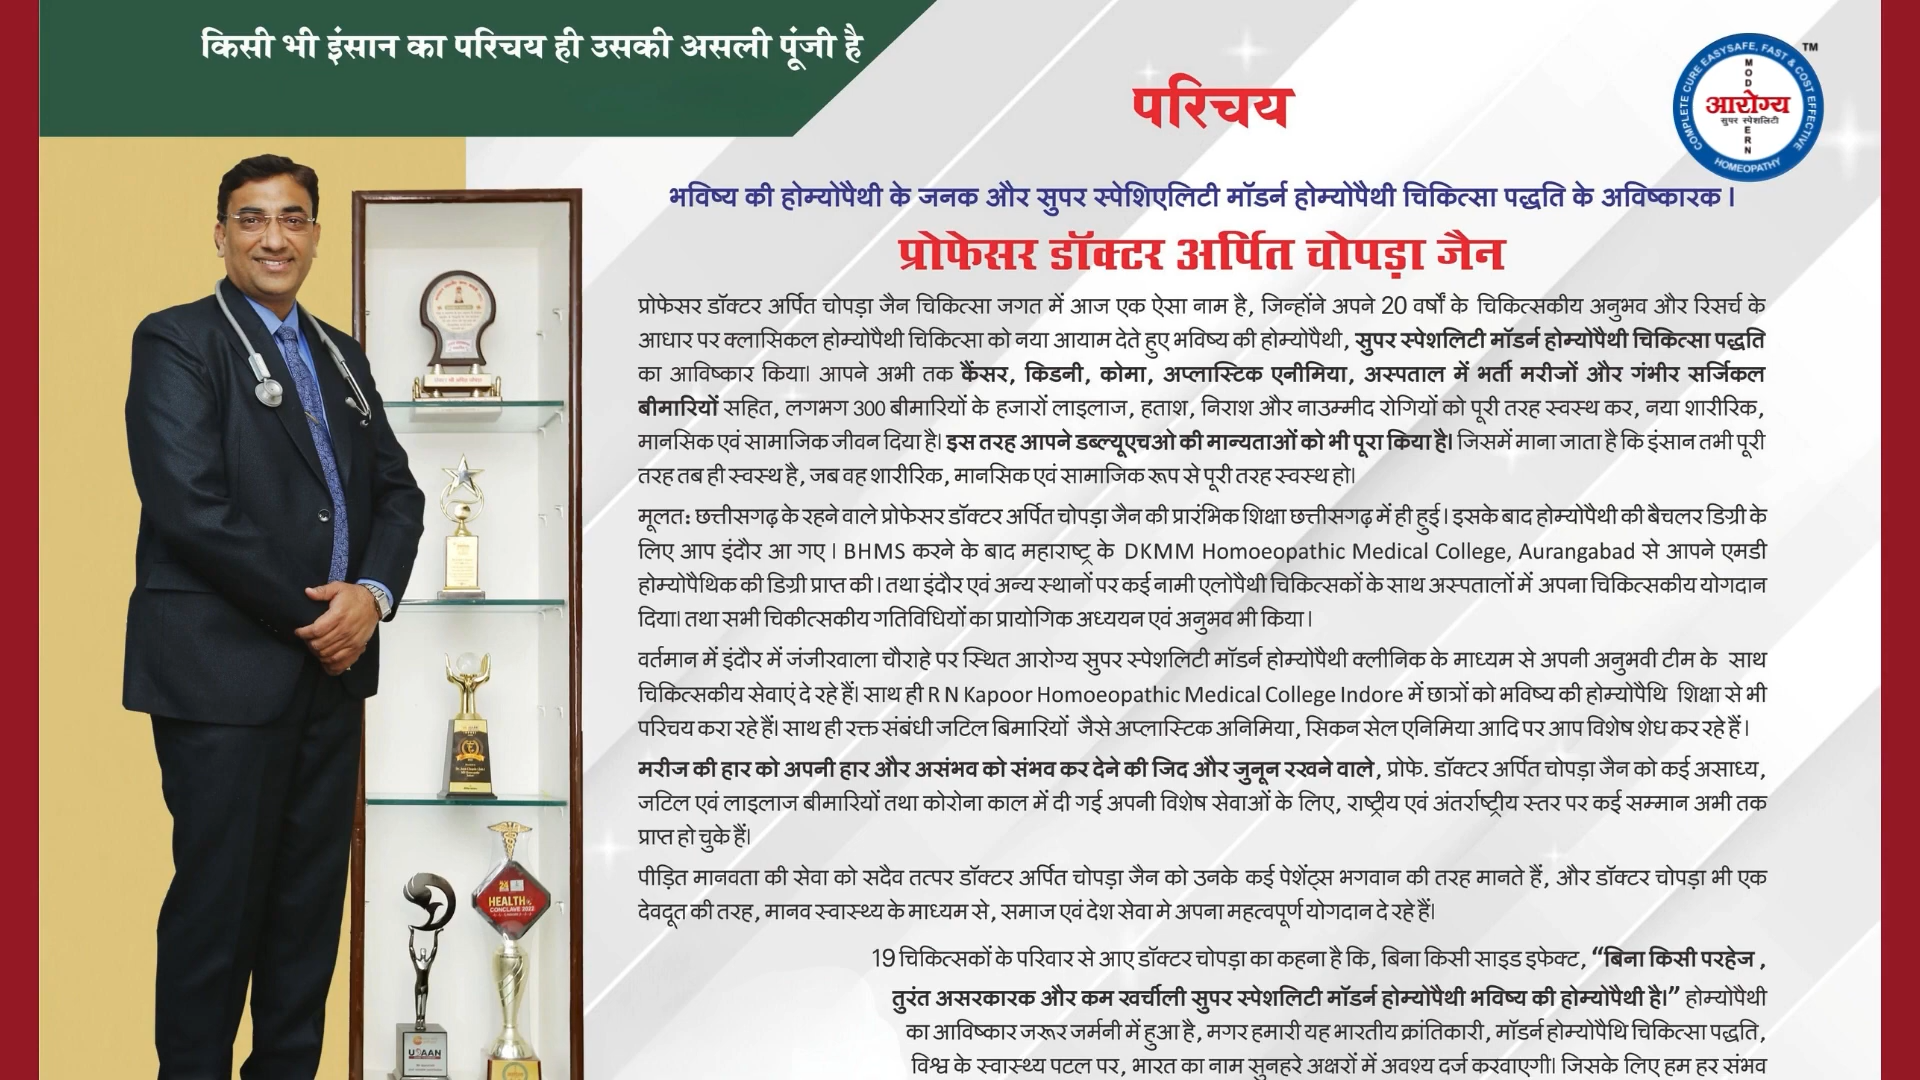 किसी भी इंसान का परिचय ही उसकी असली पूंजी है
परिचय
TM
COMPLETE CURE EASYSAFE, FAST & COST EFFECTIVE
MODERN
आरोग्य
सुपर स्पेशलिटी
HOMEOPATHY
भविष्य की होम्योपैथी के जनक और सुपर स्पेशिएलिटी मॉडर्न होम्योपैथी चिकित्सा पद्धति के अविष्कारक।
प्रोफेसर डॉक्टर अर्पित चोपड़ा जैन
प्रोफेसर डॉक्टर अर्पित चोपड़ा जैन चिकित्सा जगत में आज एक ऐसा नाम है, जिन्होंने अपने 20 वर्षों के चिकित्सकीय अनुभव और रिसर्च के
आधार पर क्लासिकल होम्योपैथी चिकित्सा को नया आयाम देते हुए भविष्य की होम्योपैथी, सुपर स्पेशलिटी मॉडर्न होम्योपैथी चिकित्सा पद्धति
का आविष्कार किया। आपने अभी तक कैंसर, किडनी, कोमा, अप्लास्टिक एनीमिया, अस्पताल में भर्ती मरीजों और गंभीर सर्जिकल
बीमारियों सहित, लगभग 300 बीमारियों के हजारों लाइलाज, हताश, निराश और नाउम्मीद रोगियों को पूरी तरह स्वस्थ कर, नया शारीरिक,
मानसिक एवं सामाजिक जीवन दिया है। इस तरह आपने डब्ल्यूएचओ की मान्यताओं को भी पूरा किया है। जिसमें माना जाता है कि इंसान तभी पूरी
तरह तब ही स्वस्थ है, जब वह शारीरिक, मानसिक एवं सामाजिक रूप से पूरी तरह स्वस्थ हो।
मूलत: छत्तीसगढ़ के रहने वाले प्रोफेसर डॉक्टर अर्पित चोपड़ा जैन की प्रारंभिक शिक्षा छत्तीसगढ़ में ही हुई। इसके बाद होम्योपैथी की बैचलर डिग्री के
लिए आप इंदौर आ गए। BHMS करने के बाद महाराष्ट्र के DKMM Homoeopathic Medical College, Aurangabad से आपने एमडी
होम्योपैथिक की डिग्री प्राप्त की। तथा इंदौर एवं अन्य स्थानों पर कई नामी एलोपैथी चिकित्सकों के साथ अस्पतालों में अपना चिकित्सकीय योगदान
दिया। तथा सभी चिकीत्सकीय गतिविधियों का प्रायोगिक अध्ययन एवं अनुभव भी किया।
वर्तमान में इंदौर में जंजीरवाला चौराहे पर स्थित आरोग्य सुपर स्पेशलिटी मॉडर्न होम्योपैथी क्लीनिक के माध्यम से अपनी अनुभवी टीम के साथ
चिकित्सकीय सेवाएं दे रहे हैं। साथ ही R N Kapoor Homoeopathic Medical College Indore में छात्रों को भविष्य की होम्योपैथि शिक्षा से भी
परिचय करा रहे हैं। साथ ही रक्त संबंधी जटिल बिमारियों जैसे अप्लास्टिक अनिमिया, सिकन सेल एनिमिया आदि पर आप विशेष शेध कर रहे हैं।
मरीज की हार को अपनी हार और असंभव को संभव कर देने की जिद और जुनून रखने वाले, प्रोफे. डॉक्टर अर्पित चोपड़ा जैन को कई असाध्य,
जटिल एवं लाइलाज बीमारियों तथा कोरोना काल में दी गई अपनी विशेष सेवाओं के लिए, राष्ट्रीय एवं अंतर्राष्ट्रीय स्तर पर कई सम्मान अभी तक
प्राप्त हो चुके हैं।
पीड़ित मानवता की सेवा को सदैव तत्पर डॉक्टर अर्पित चोपड़ा जैन को उनके कई पेशेंट्स भगवान की तरह मानते हैं, और डॉक्टर चोपड़ा भी एक
देवदूत की तरह, मानव स्वास्थ्य के माध्यम से, समाज एवं देश सेवा मे अपना महत्वपूर्ण योगदान दे रहे हैं।
19 चिकित्सकों के परिवार से आए डॉक्टर चोपड़ा का कहना है कि, बिना किसी साइड इफेक्ट, “बिना किसी परहेज,
तुरंत असरकारक और कम खर्चीली सुपर स्पेशलिटी मॉडर्न होम्योपैथी भविष्य की होम्योपैथी है।” होम्योपैथी
का आविष्कार जरूर जर्मनी में हुआ है, मगर हमारी यह भारतीय क्रांतिकारी, मॉडर्न होम्योपैथि चिकित्सा पद्धति,
विश्व के स्वास्थ्य पटल पर, भारत का नाम सुनहरे अक्षरों में अवश्य दर्ज करवाएगी। जिसके लिए हम हर संभव
HEALTH
CONCLAVE 2022
UDAAN